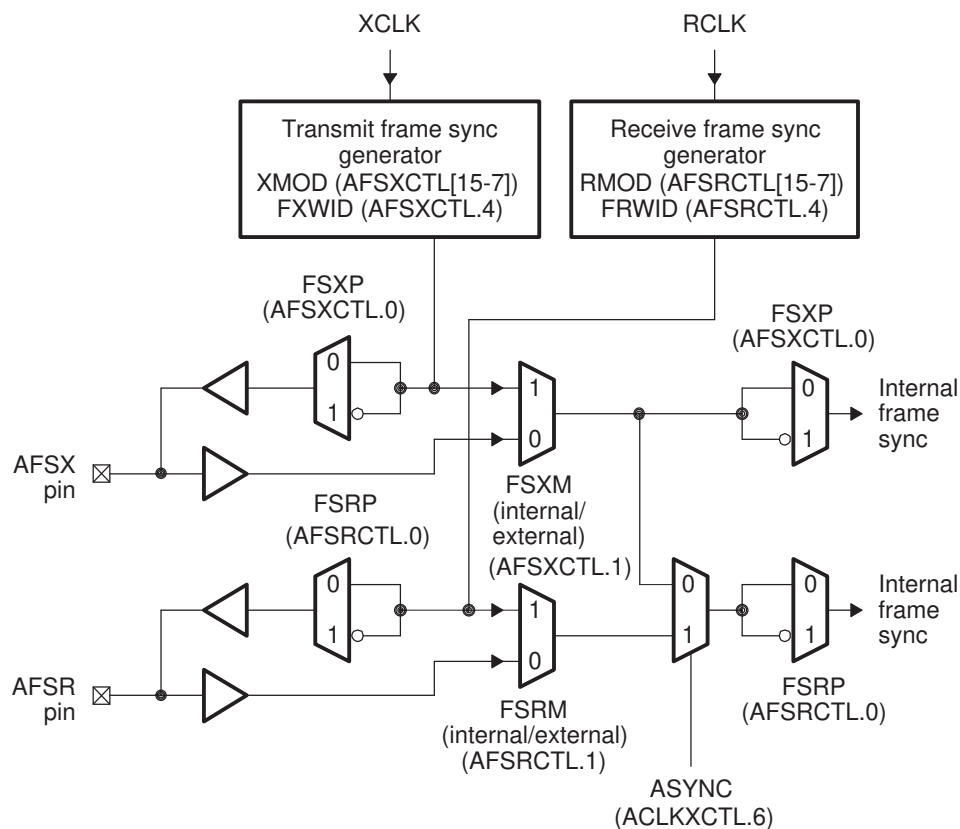 XCLK
RCLK
Transmit frame sync
generator
XMOD (AFSXCTL[15-7])
FXWID (AFSXCTL.4)
Receive frame sync
generator
RMOD (AFSRCTL[15-7])
FRWID (AFSRCTL.4)
FSXP
(AFSXCTL.0)
FSXP
(AFSXCTL.0)
0
1
1
0
0
1
Internal
frame
sync
AFSX
pin
FSXM
(internal/
external)
(AFSXCTL.1)
FSRP
(AFSRCTL.0)
0
1
1
0
0
1
0
1
Internal
frame
sync
AFSR
pin
FSRM
(internal/external)
(AFSRCTL.1)
FSRP
(AFSRCTL.0)
ASYNC
(ACLKXCTL.6)